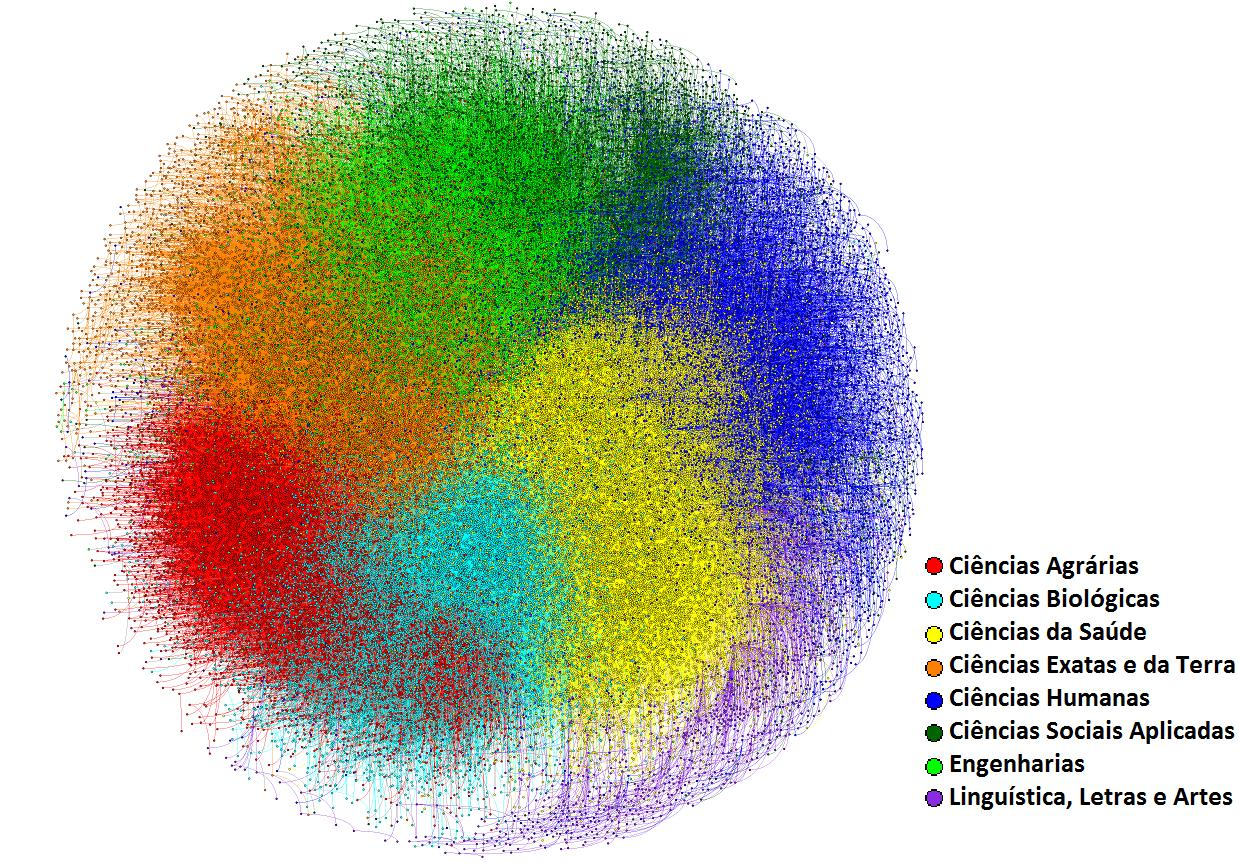 Ciências Agrárias
Ciências Biológicas
Ciências da Saúde
Ciências Exatas e da Terra
Ciências Humanas
Ciências Sociais Aplicadas
Engenharias
Linguística, Letras e Artes